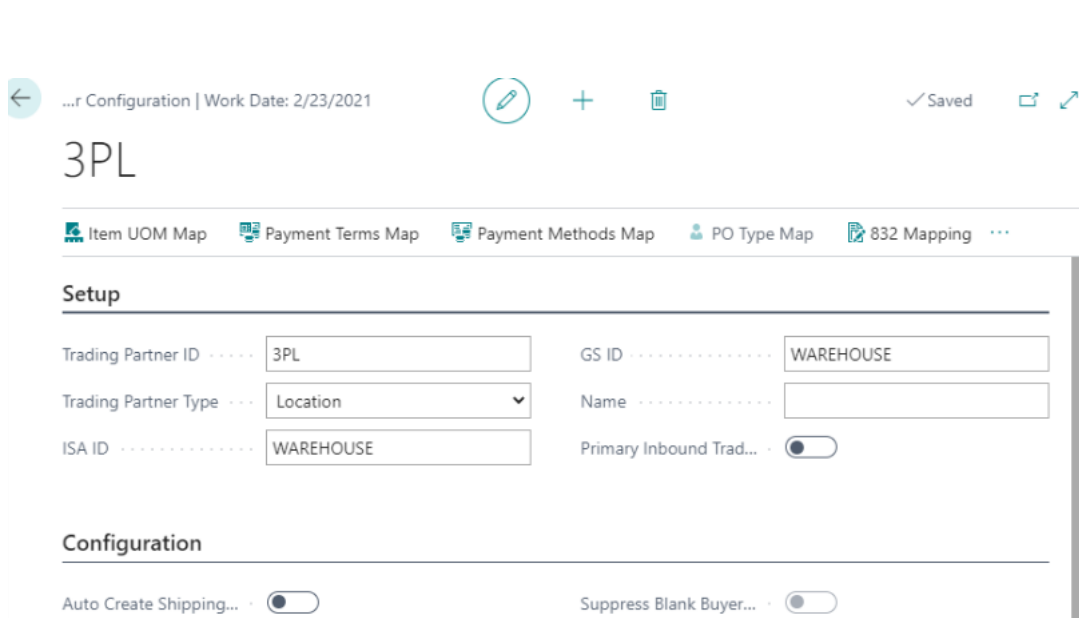 ...r Configuration | Work Date: 2/23/2021
Saved
3PL
Item UOM Map Payment Terms Map Payment Methods Map PO Type Map 832 Mapping ...
Setup
Trading Partner ID 3PL
GS ID WAREHOUSE
Trading Partner Type Location
Name
ISA ID WAREHOUSE
Primary Inbound Trad...
Configuration
Auto Create Shipping...
Suppress Blank Buyer...